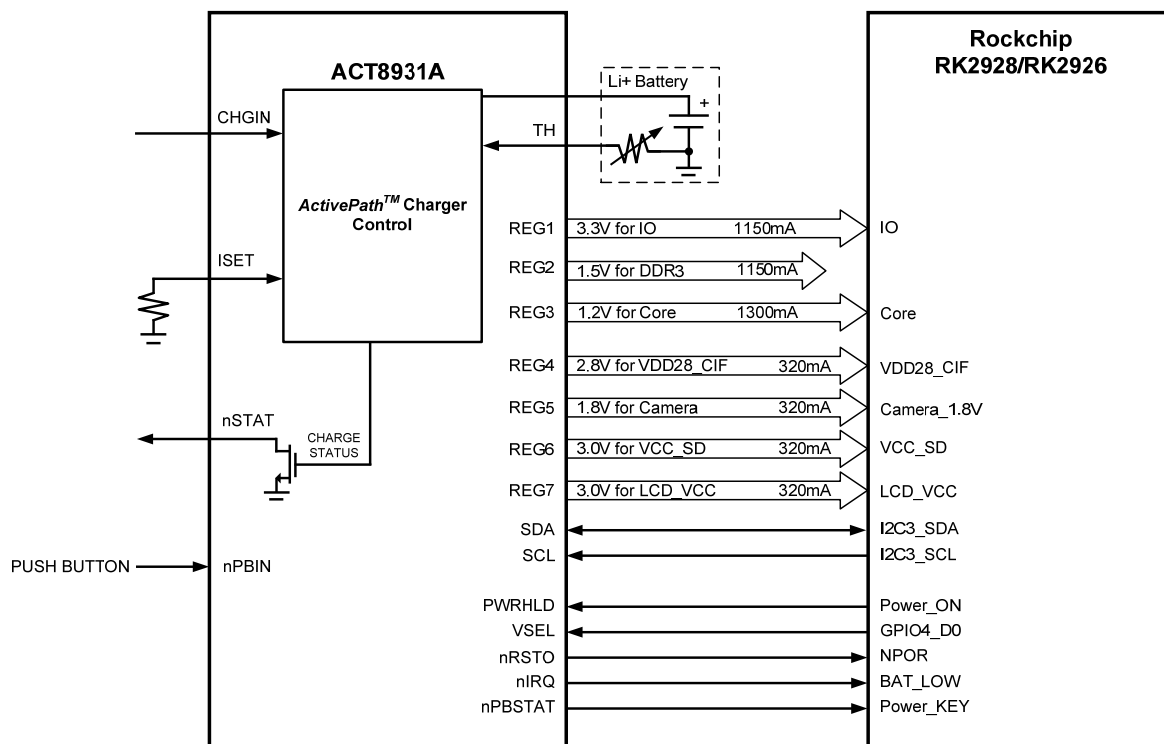 Rockchip
RK2928/RK2926
ACT8931A
Li+ Battery
+
CHGIN
TH
ActivePath™ Charger
Control
ISET
REG1 3.3V for IO 1150mA IO
REG2 1.5V for DDR3 1150mA
REG3 1.2V for Core 1300mA Core
REG4 2.8V for VDD28_CIF 320mA VDD28_CIF
REG5 1.8V for Camera 320mA Camera_1.8V
nSTAT
CHARGE
STATUS
REG6 3.0V for VCC_SD 320mA VCC_SD
REG7 3.0V for LCD_VCC 320mA LCD_VCC
SDA I2C3_SDA
SCL I2C3_SCL
PUSH BUTTON nPBIN
PWRHLD Power_ON
VSEL GPIO4_D0
nRSTO NPOR
nIRQ BAT_LOW
nPBSTAT Power_KEY